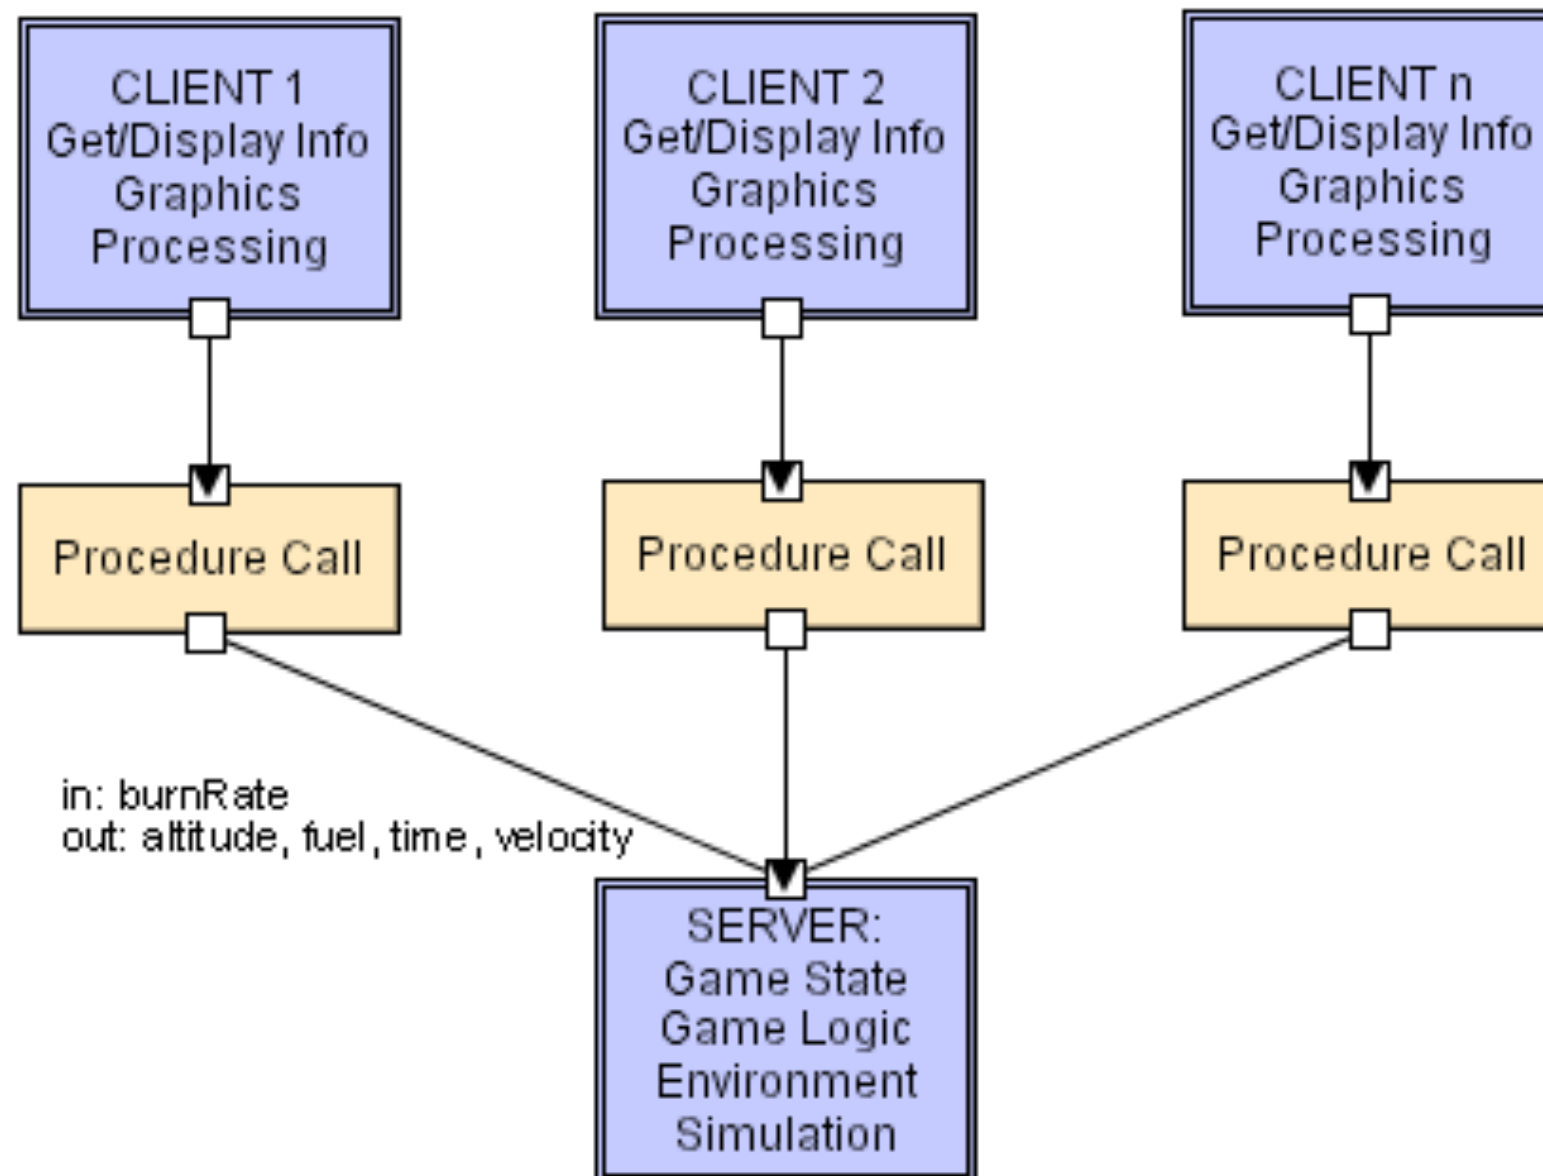 CLIENT 1
Get/Display Info
Graphics
Processing
CLIENT 2
Get/Display Info
Graphics
Processing
CLIENT n
Get/Display Info
Graphics
Processing
Procedure Call
Procedure Call
Procedure Call
in: burnRate
out: altitude, fuel, time, velocity
SERVER:
Game State
Game Logic
Environment
Simulation